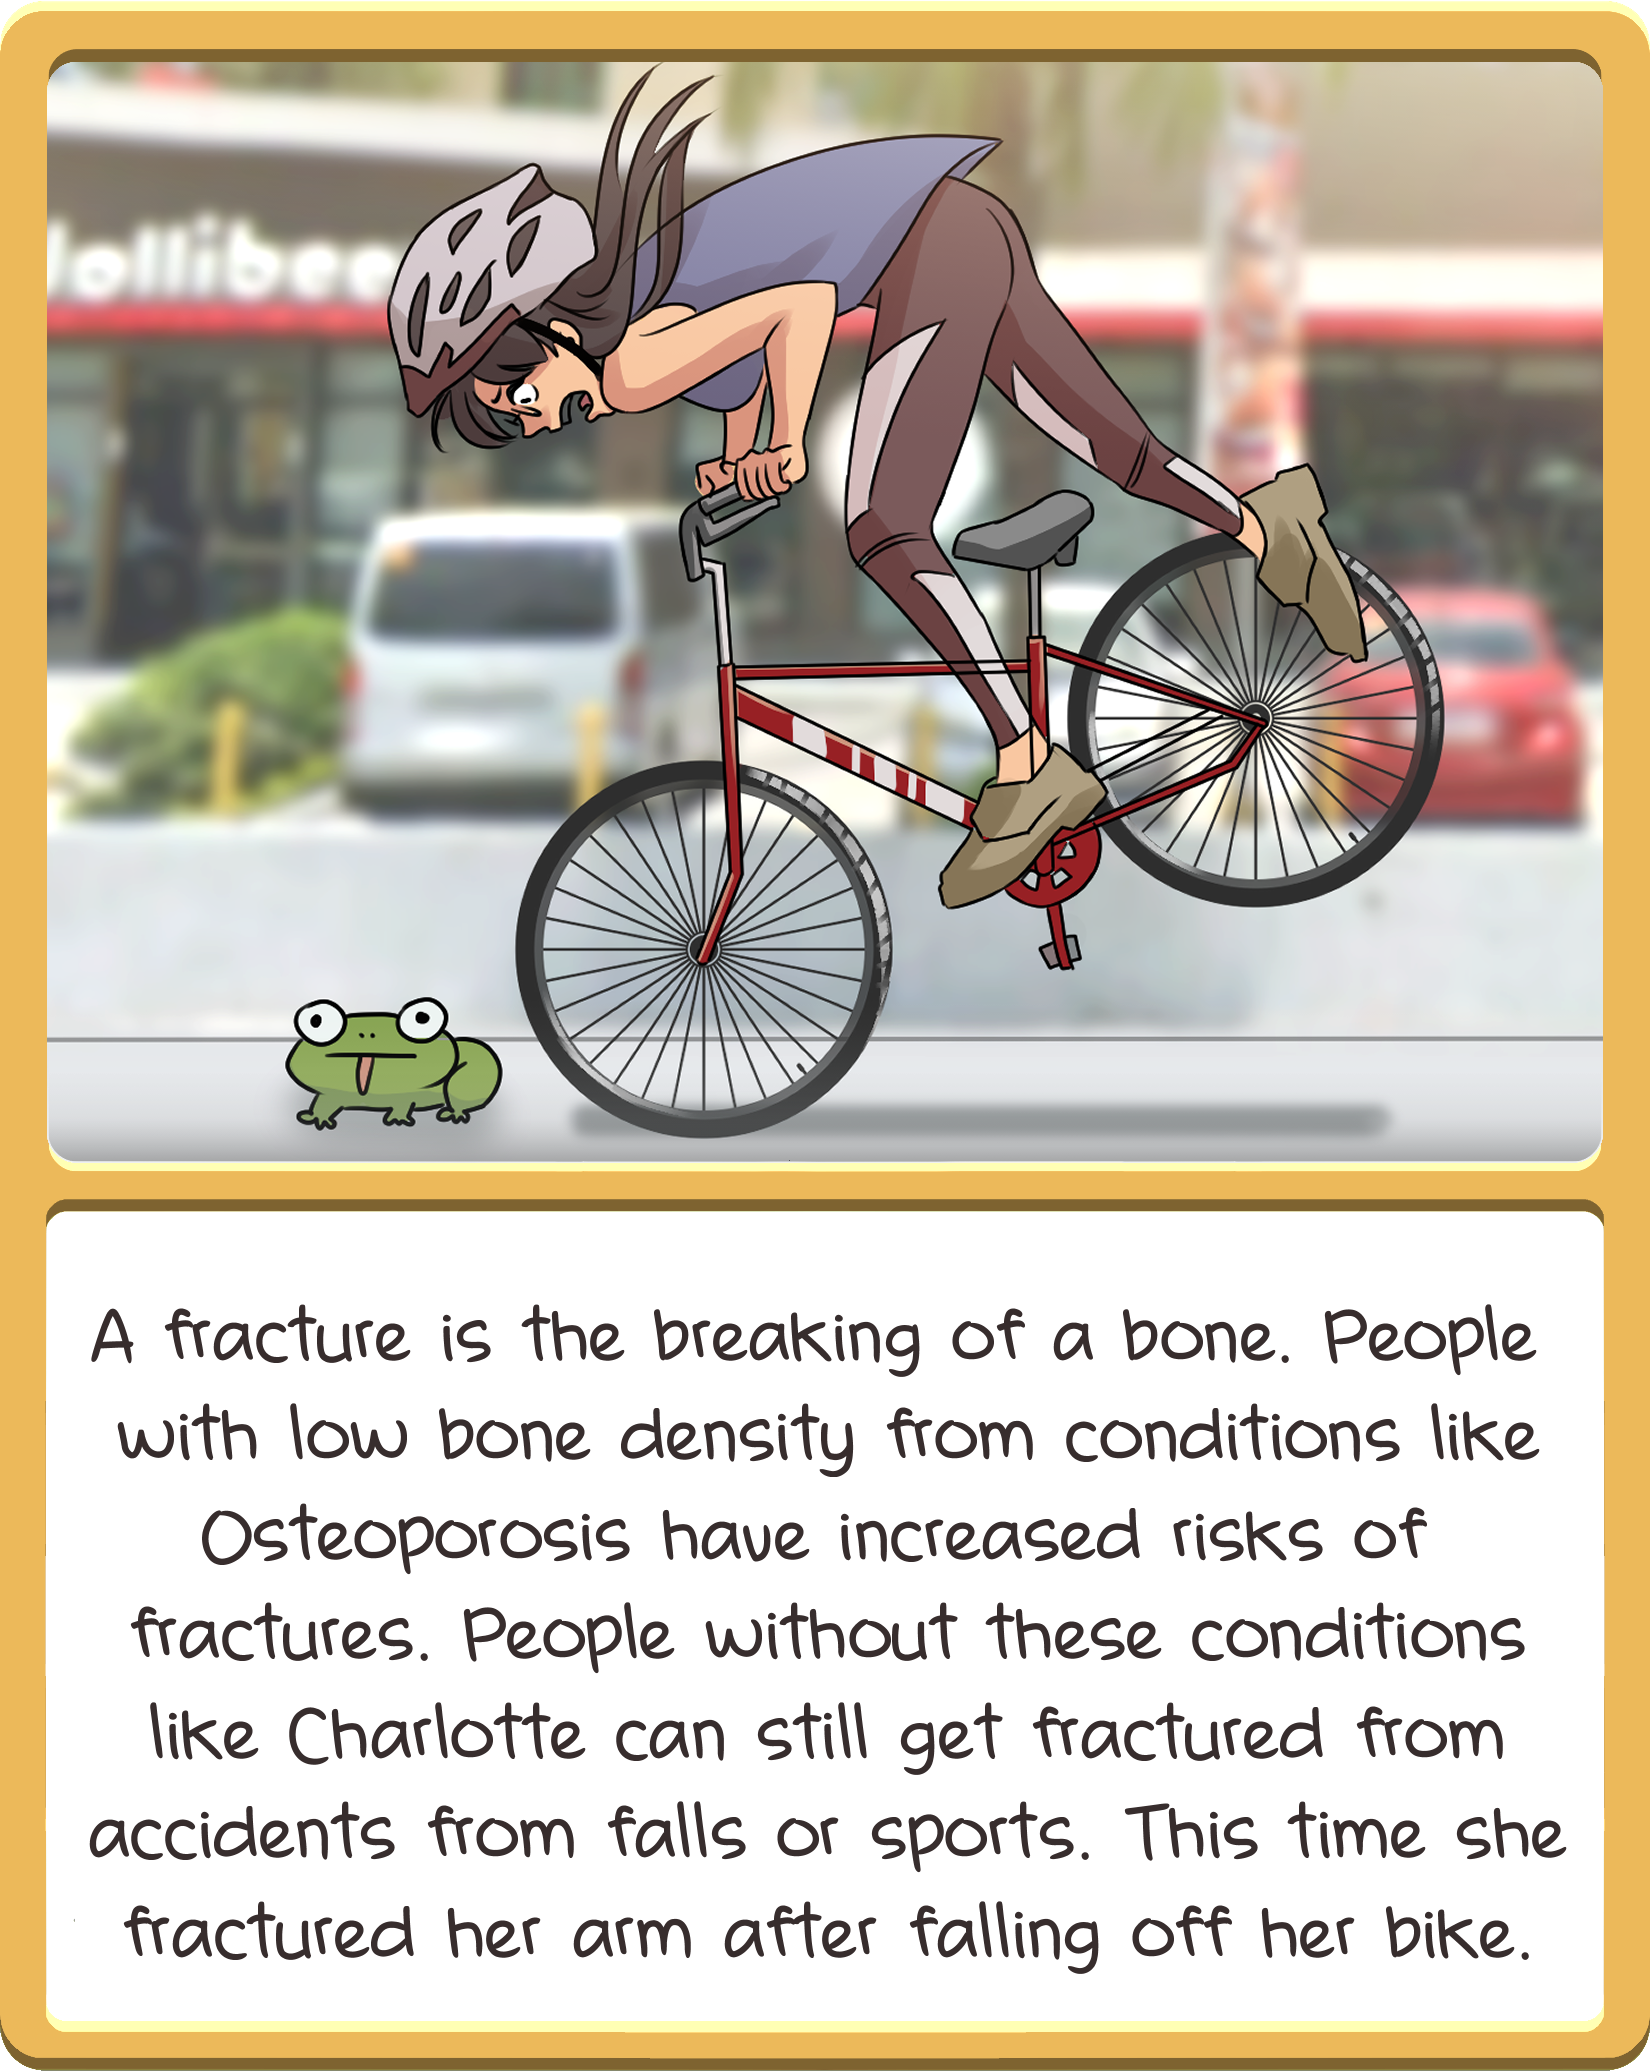 Jollibee
A fracture is the breaking of a bone. People
with low bone density from conditions like
Osteoporosis have increased risks of
fractures. People without these conditions
like Charlotte can still get fractured from
accidents from falls or sports. This time she
fractured her arm after falling off her bike.